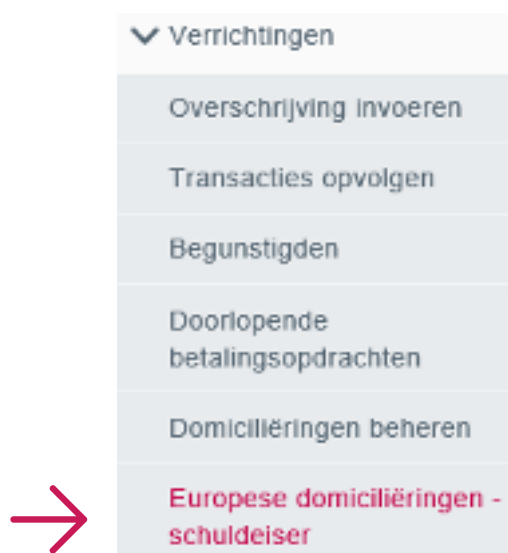 Verrichtingen
Overschrijving invoeren
Transacties opvolgen
Begunstigden
Doorlopende
betalingsopdrachten
Domiciliëringen beheren
Europese domiciliëringen -
schuldeiser